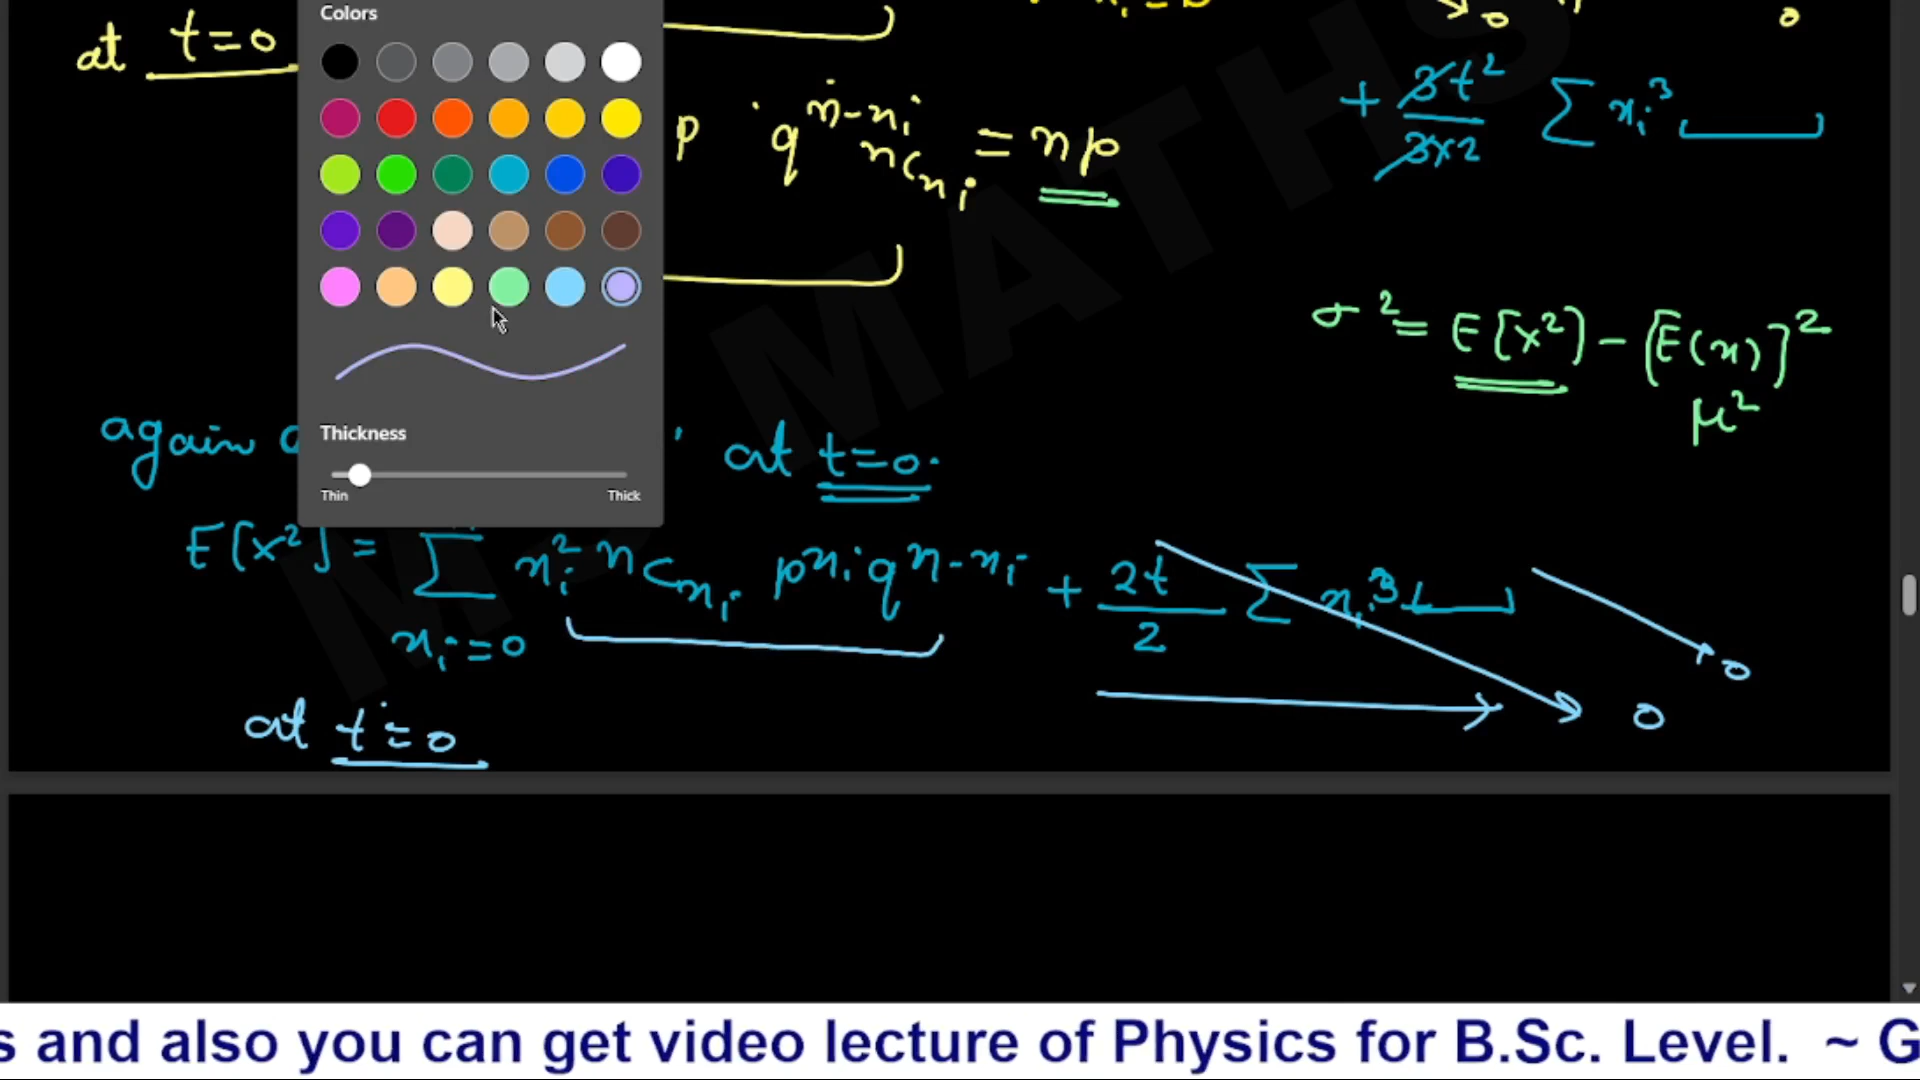 Colors
at t=0
+ 3t² / 3×2 ∑ xᵢ³
p q^(n-xᵢ) nCxᵢ = np
σ² = E[x²] - [E(x)]²
μ²
Thickness
again
at t=0.
Thin Thick
E[x²] = ∑ xᵢ² nCxᵢ p^xᵢ q^(n-xᵢ) + 2t/2 ∑ xᵢ³
xᵢ=0
0
0
at t=0
M.S MATHS
s and also you can get video lecture of Physics for B.Sc. Level. ~ G